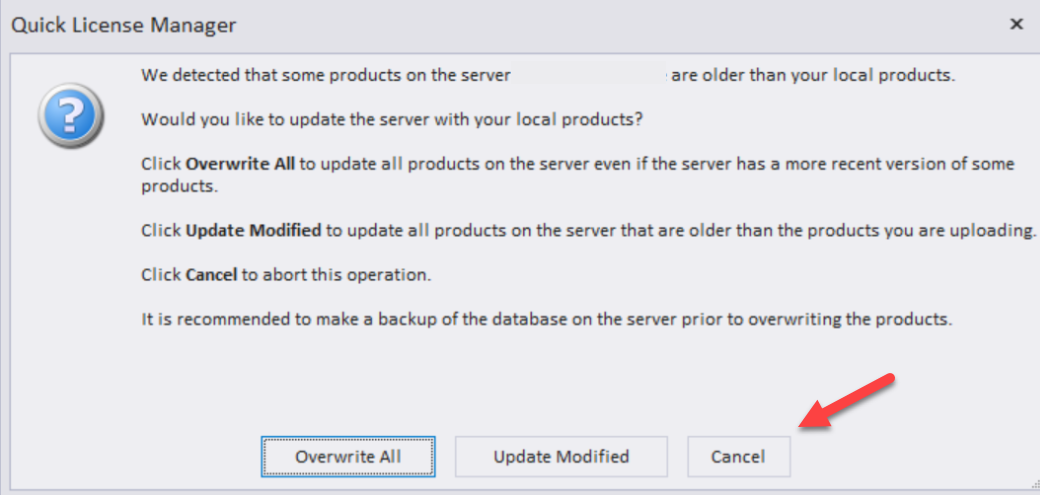 Quick License Manager
We detected that some products on the server are older than your local products.
Would you like to update the server with your local products?
Click Overwrite All to update all products on the server even if the server has a more recent version of some
products.
Click Update Modified to update all products on the server that are older than the products you are uploading.
Click Cancel to abort this operation.
It is recommended to make a backup of the database on the server prior to overwriting the products.
Overwrite All
Update Modified
Cancel